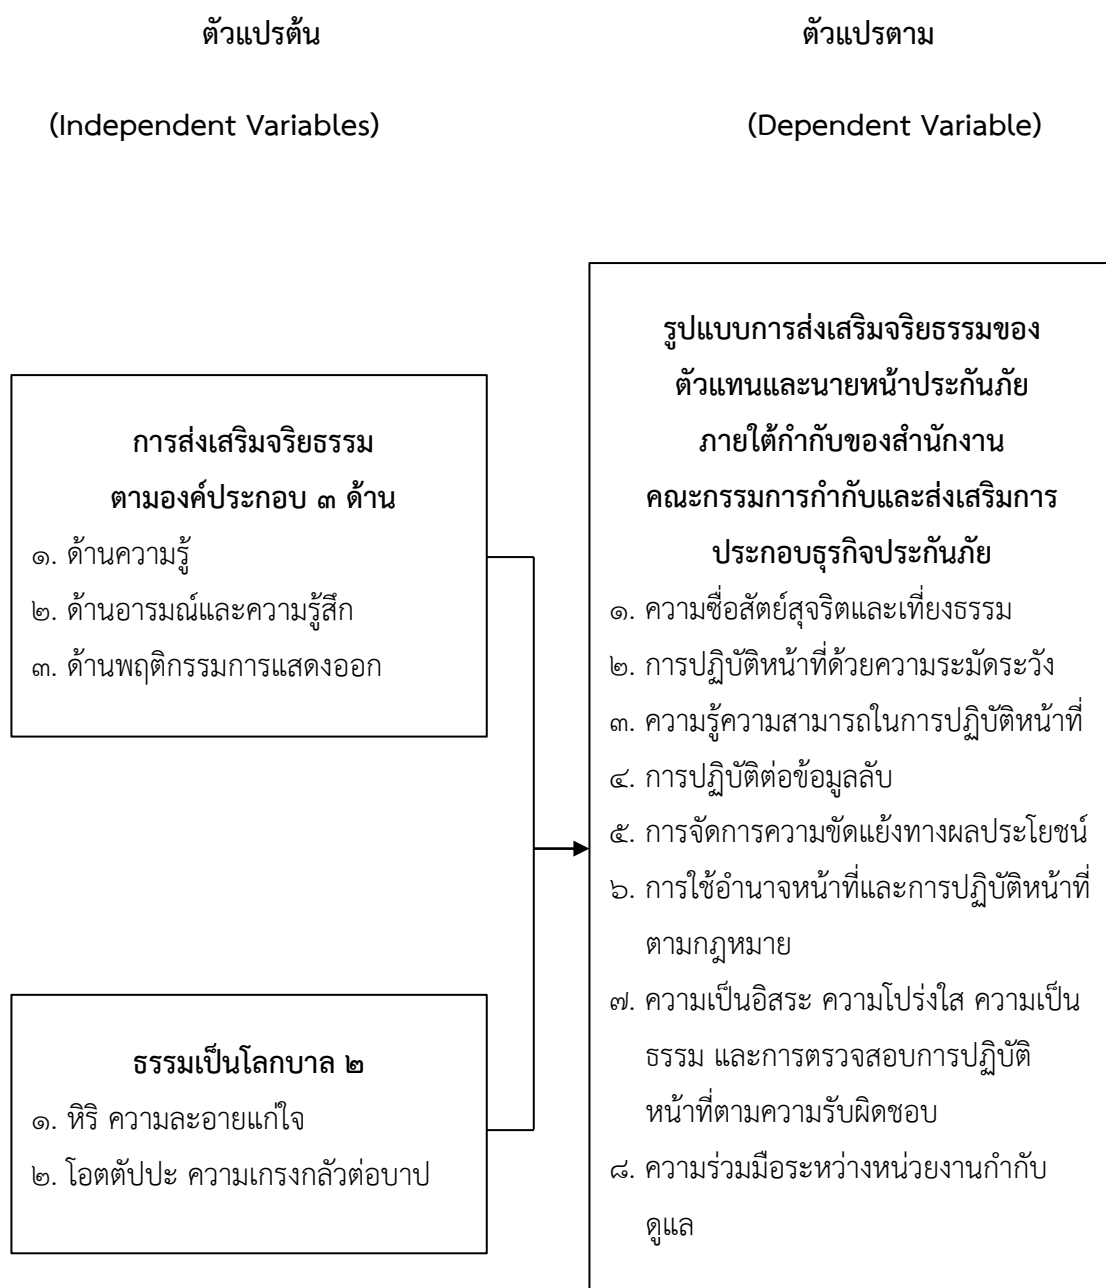 ตัวแปรต้น
ตัวแปรตาม
(Independent Variables)
(Dependent Variable)
การส่งเสริมจริยธรรม
ตามองค์ประกอบ ๓ ด้าน
๑. ด้านความรู้
๒. ด้านอารมณ์และความรู้สึก
๓. ด้านพฤติกรรมการแสดงออก
ธรรมเป็นโลกบาล ๒
๑. หิริ ความละอายแก่ใจ
๒. โอตตัปปะ ความเกรงกลัวต่อบาป
รูปแบบการส่งเสริมจริยธรรมของ
ตัวแทนและนายหน้าประกันภัย
ภายใต้กำกับของสำนักงาน
คณะกรรมการกำกับและส่งเสริมการ
ประกอบธุรกิจประกันภัย
๑. ความซื่อสัตย์สุจริตและเที่ยงธรรม
๒. การปฏิบัติหน้าที่ด้วยความระมัดระวัง
๓. ความรู้ความสามารถในการปฏิบัติหน้าที่
๔. การปฏิบัติต่อข้อมูลลับ
๕. การจัดการความขัดแย้งทางผลประโยชน์
๖. การใช้อำนาจหน้าที่และการปฏิบัติหน้าที่
ตามกฎหมาย
๗. ความเป็นอิสระ ความโปร่งใส ความเป็น
ธรรม และการตรวจสอบการปฏิบัติ
หน้าที่ตามความรับผิดชอบ
๘. ความร่วมมือระหว่างหน่วยงานกำกับ
ดูแล